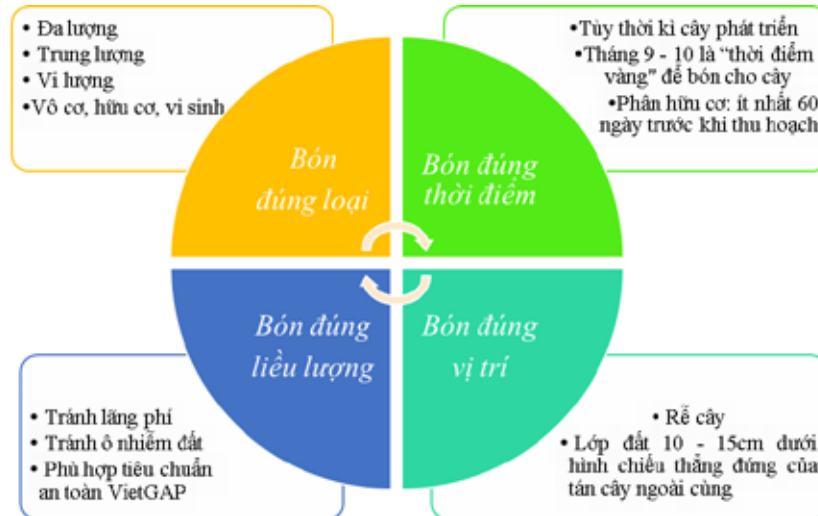 • Đa lượng
• Trung lượng
• Vi lượng
•Vô cơ, hữu cơ, vi sinh
•Tùy thời kì cây phát triển
•Tháng 9 - 10 là “thời điểm
vàng" để bón cho cây
•Phân hữu cơ: ít nhất 60
ngày trước khi thu hoạch
Bón
đúng loại
Bón đúng
thời điểm
Bón đúng
liều lượng
Bón đúng
vị trí
• Tránh lãng phí
• Tránh ô nhiễm đất
• Phù hợp tiêu chuẩn
an toàn VietGAP
• Rễ cây
• Lớp đất 10 - 15cm dưới
hình chiếu thẳng đứng của
tán cây ngoài cùng